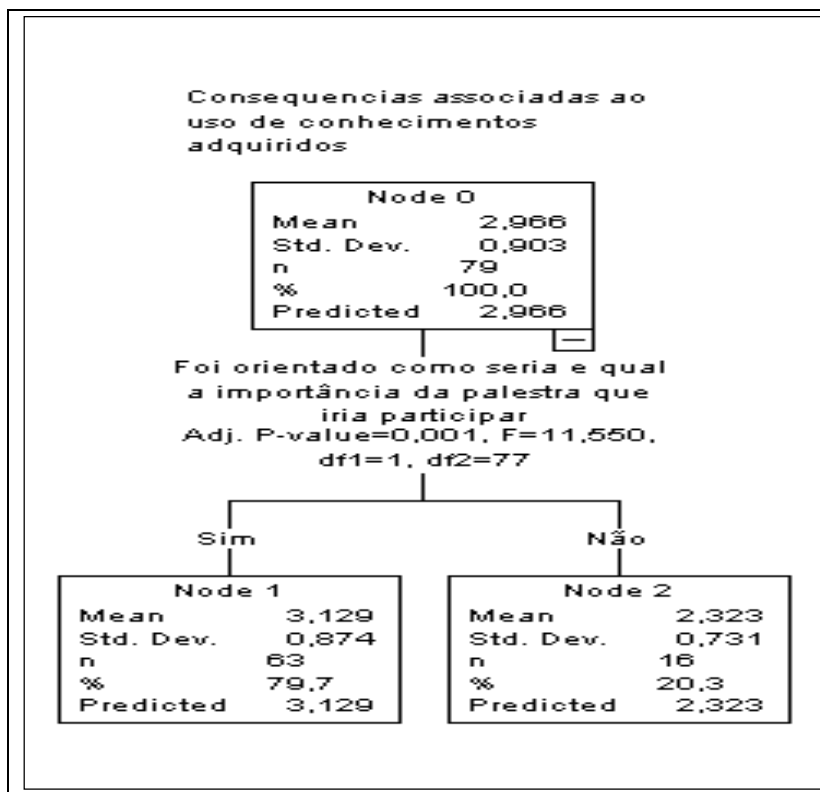 Consequencias associadas ao
uso de conhecimentos
adquiridos
Node 0
Mean 2,966
Std. Dev. 0,903
n 79
% 100,0
Predicted 2,966
Foi orientado como seria e qual
a importância da palestra que
iria participar
Adj. P-value=0,001, F=11,550,
df1=1, df2=77
Sim
Não
Node 1
Mean 3,129
Std. Dev. 0,874
n 63
% 79,7
Predicted 3,129
Node 2
Mean 2,323
Std. Dev. 0,731
n 16
% 20,3
Predicted 2,323